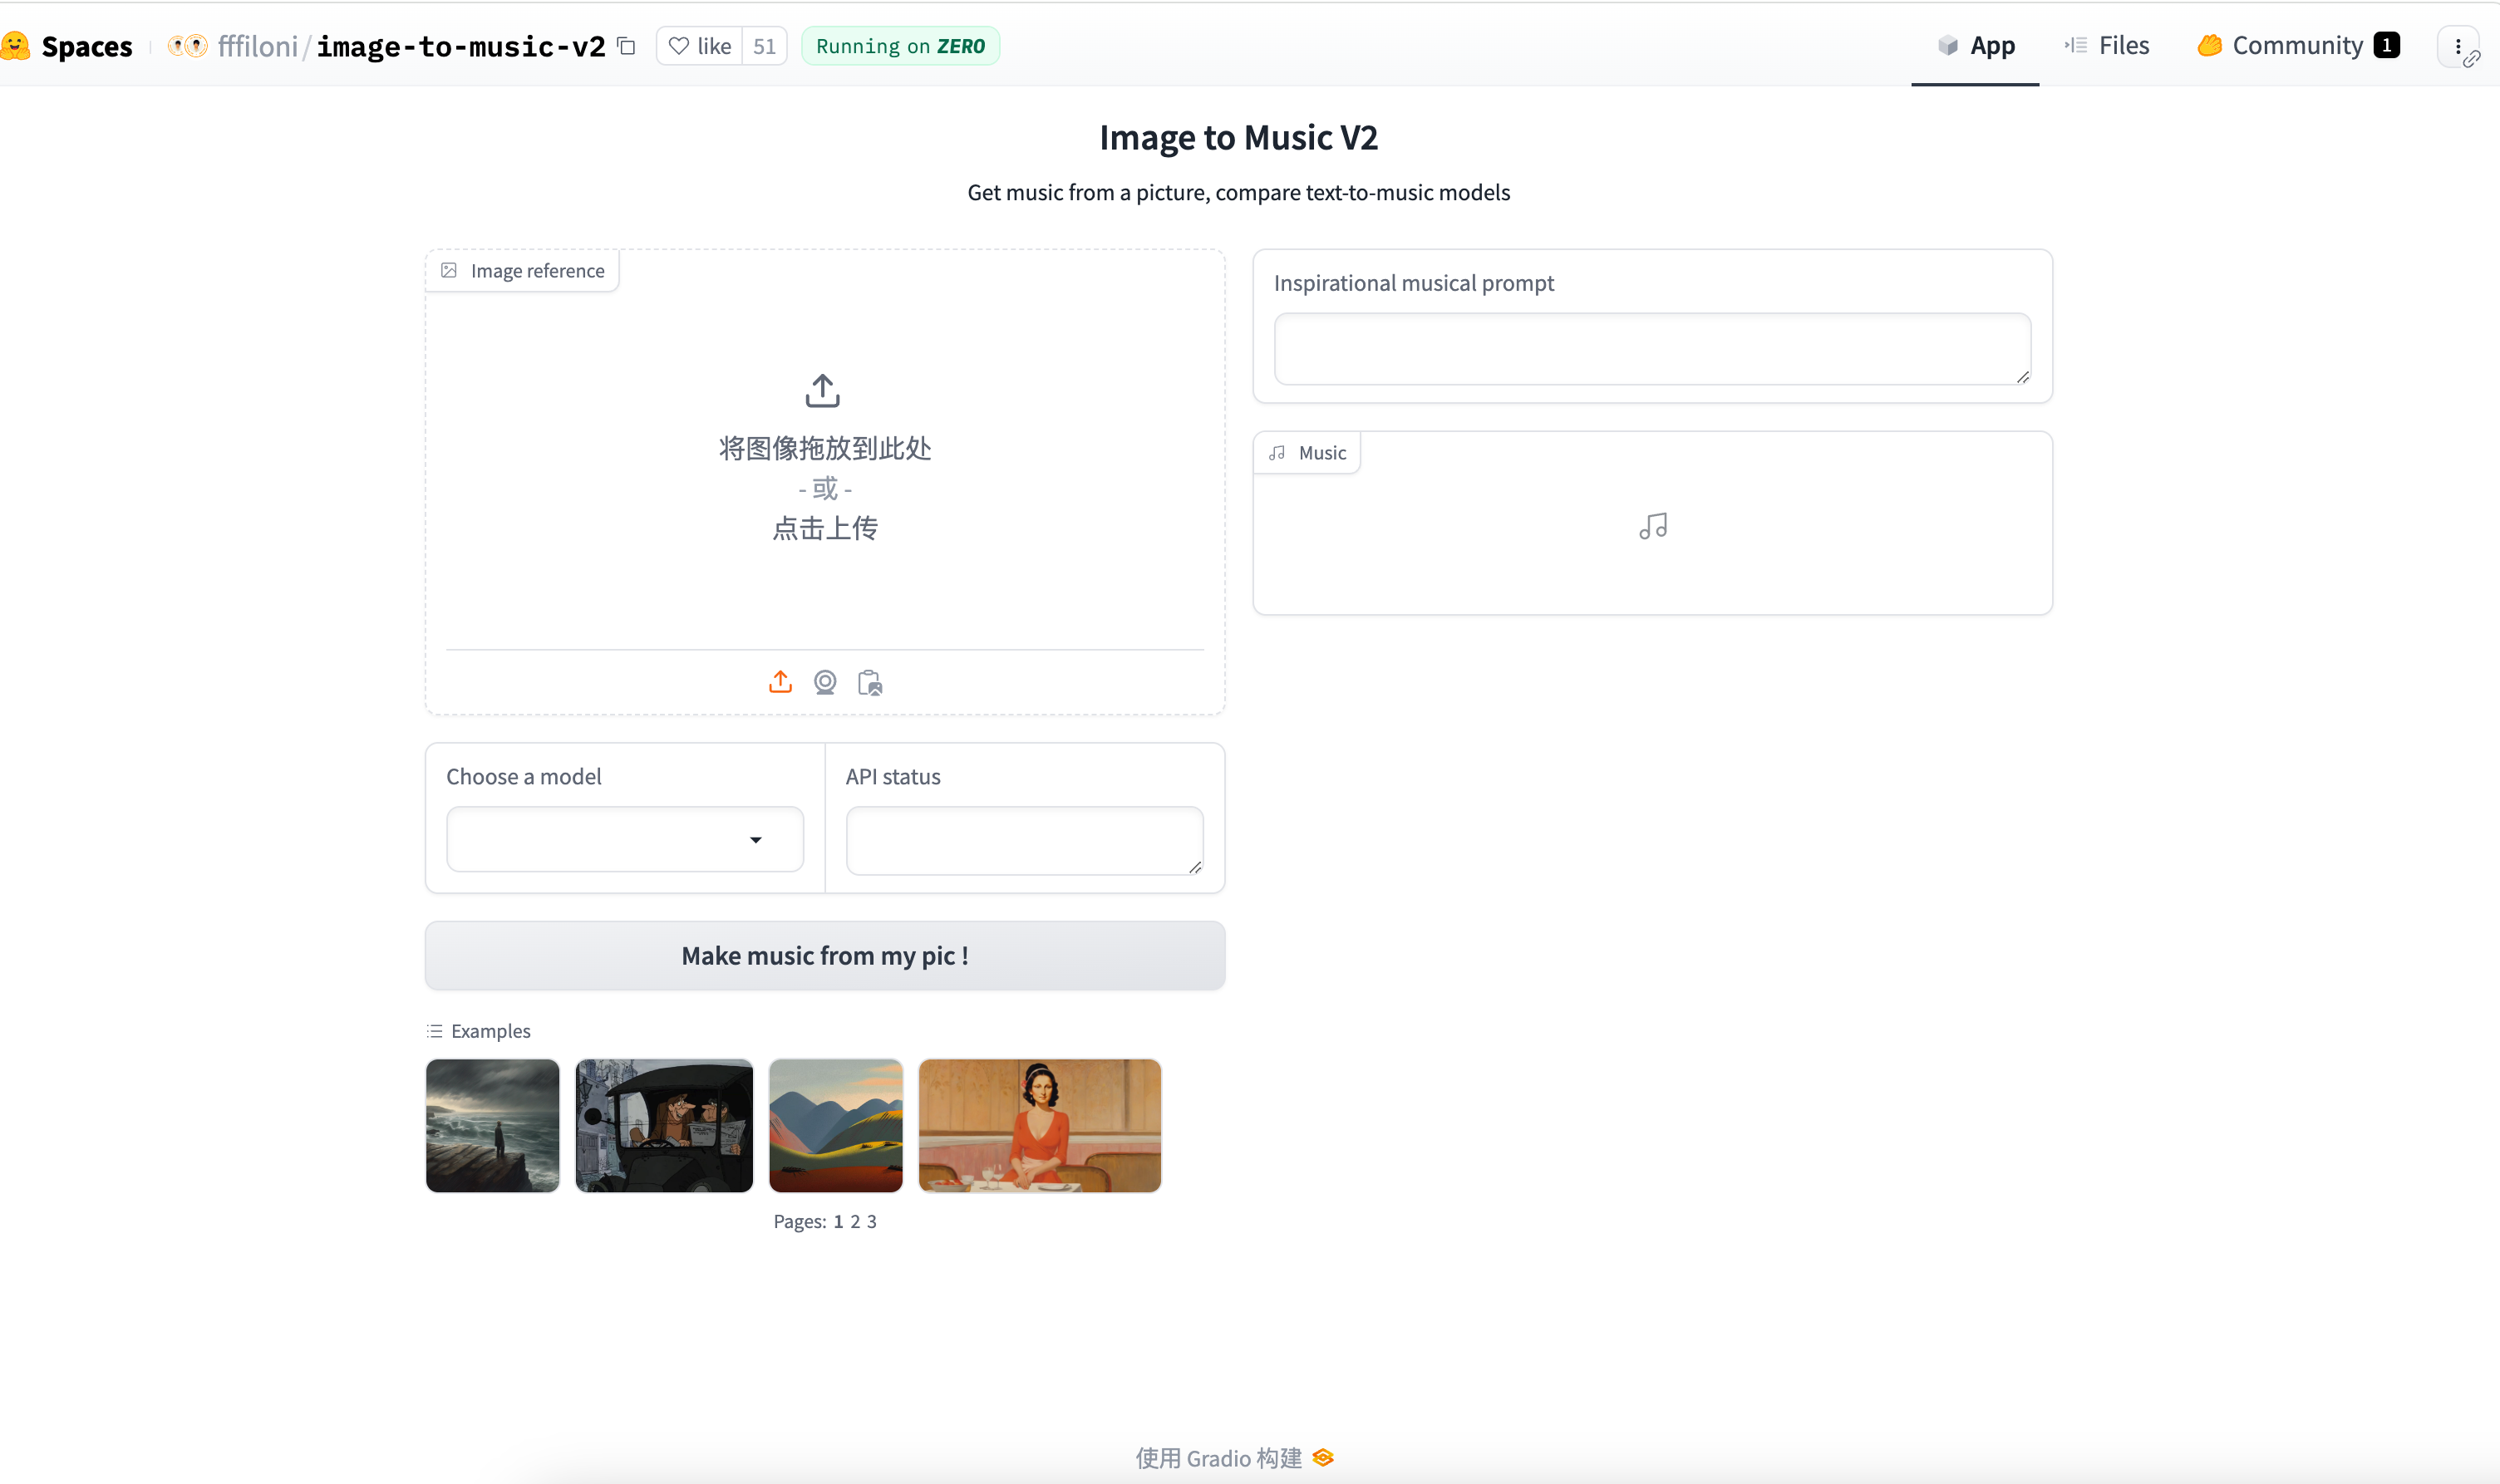 Spaces
fffiloni/image-to-music-v2
like 51
Running on ZERO
App
Files
Community 1
Image to Music V2
Get music from a picture, compare text-to-music models
Image reference
将图像拖放到此处
- 或 -
点击上传
Inspirational musical prompt
Music
Choose a model
API status
Make music from my pic !
Examples
Pages: 1 2 3
使用 Gradio 构建